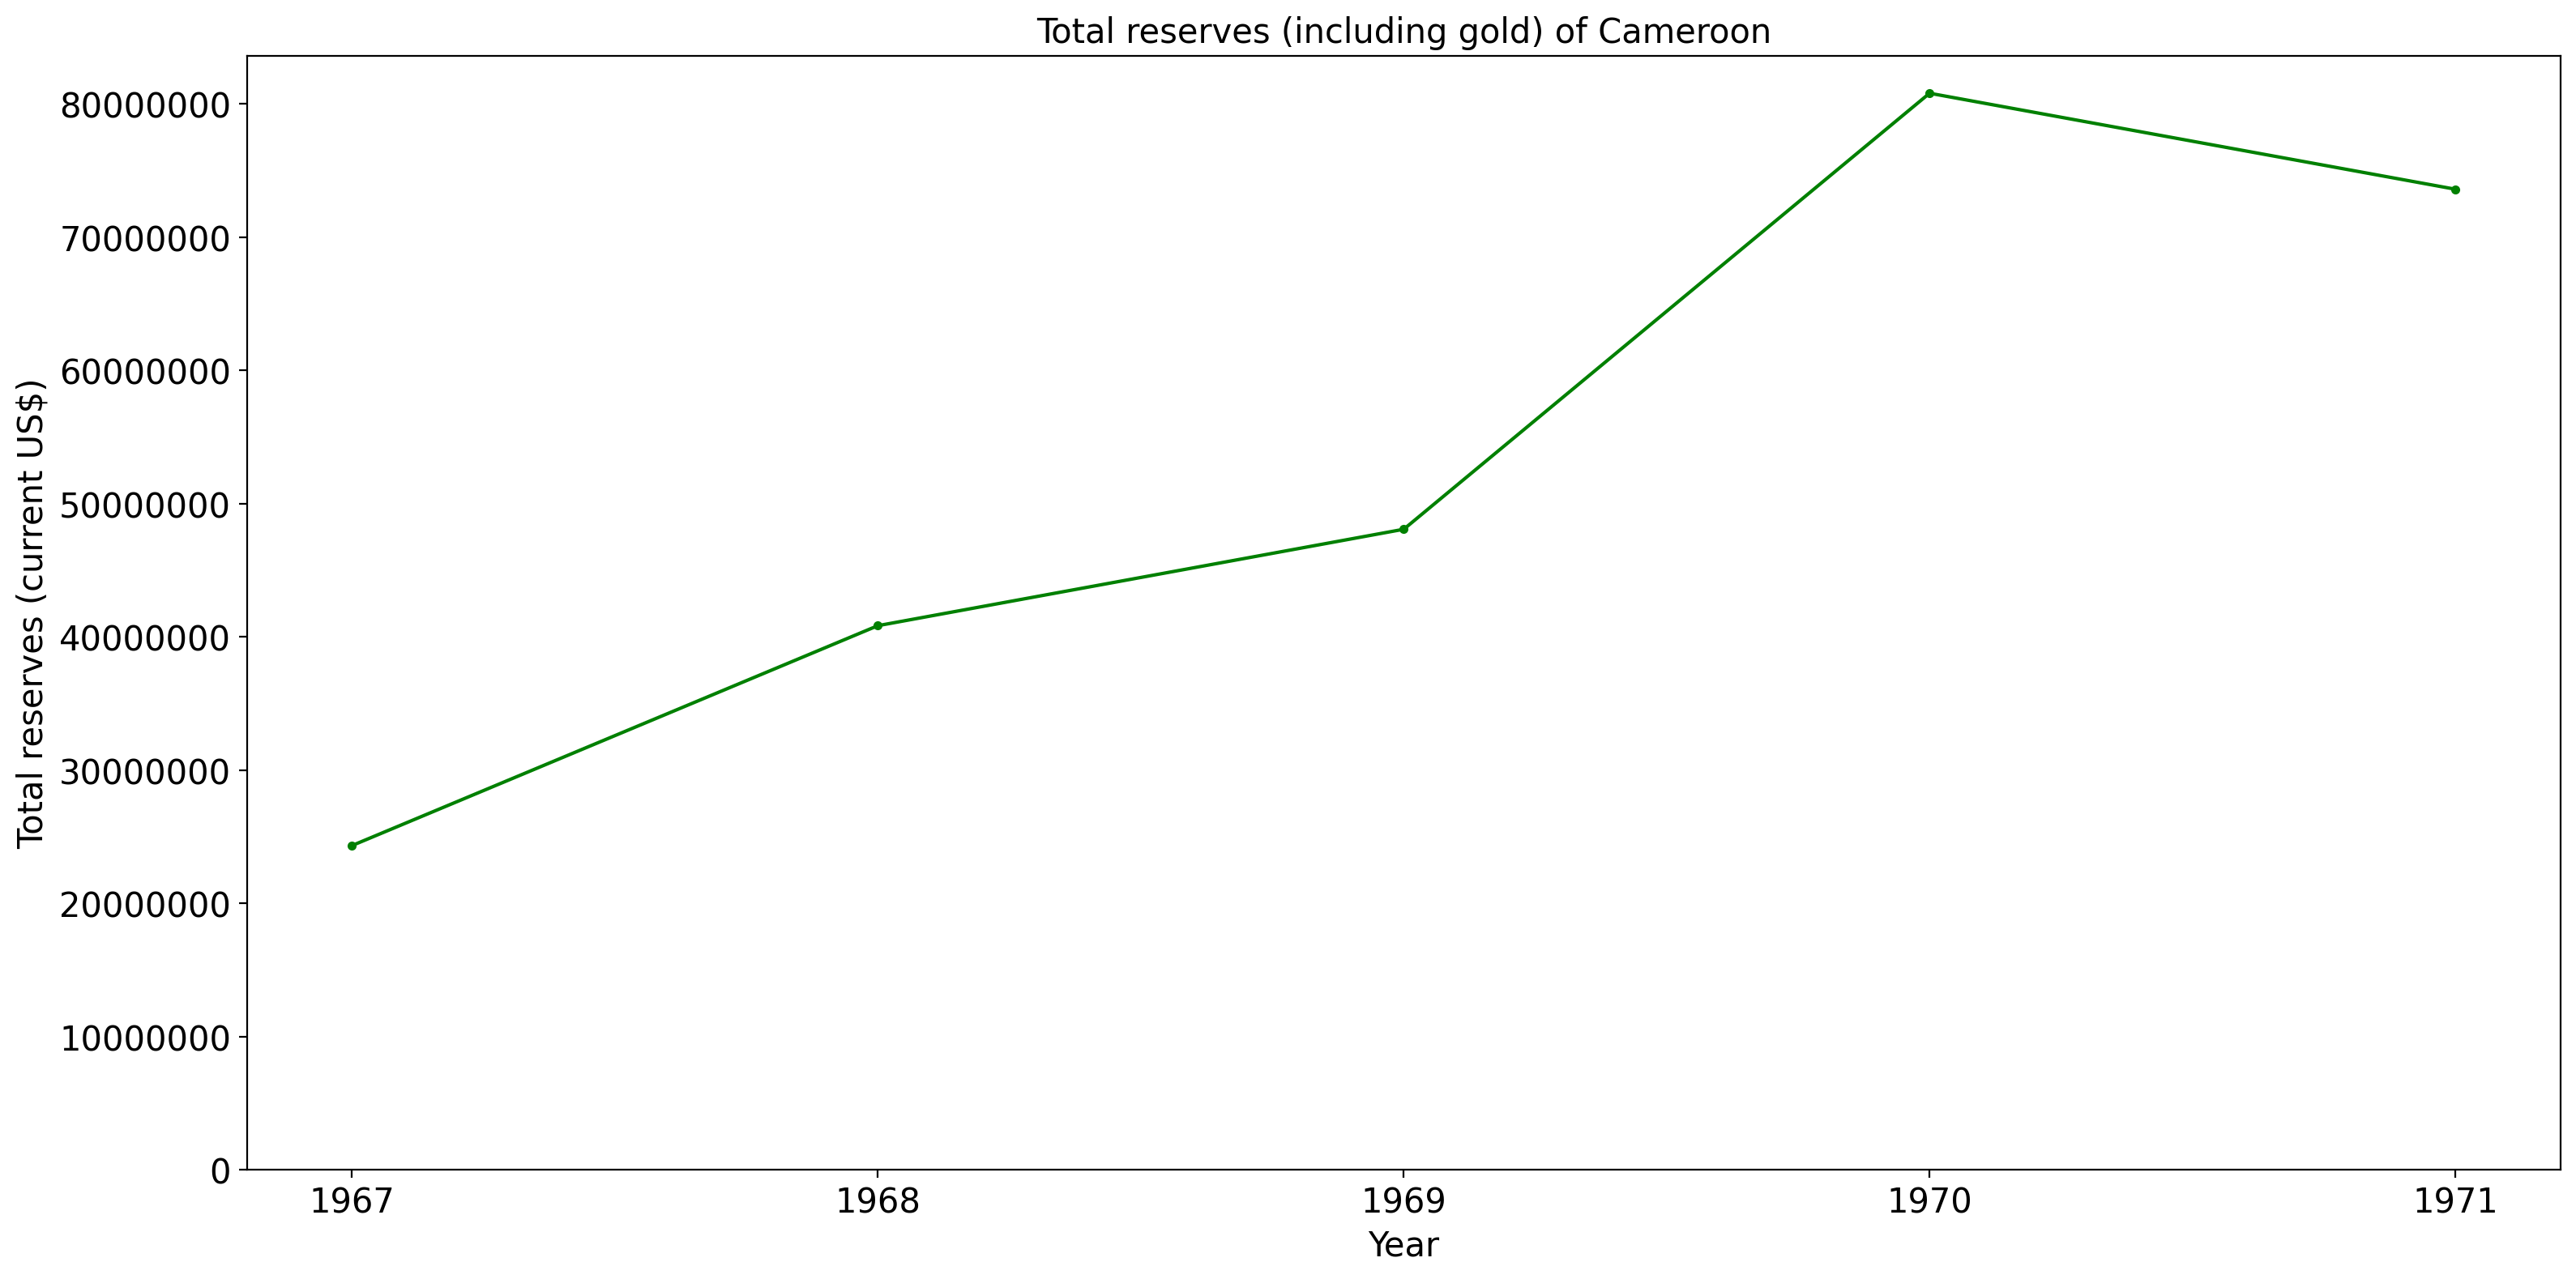 Total reserves (including gold) of Cameroon
Total reserves (current US$)
80000000
70000000
60000000
50000000
40000000
30000000
20000000
10000000
0
1967 1968 1969 1970 1971
Year